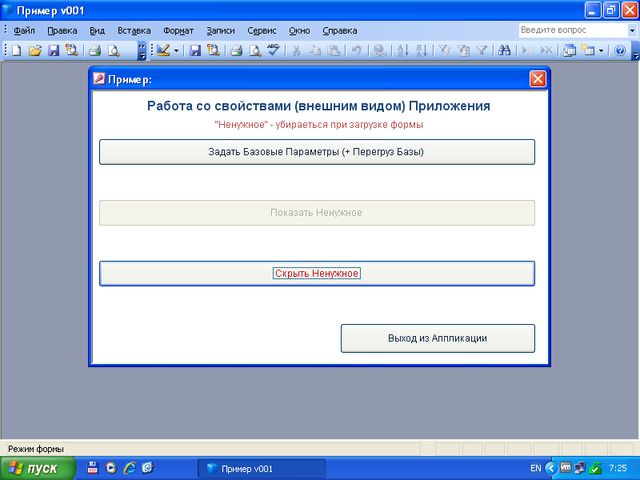 Пример v001
Файл Правка Вид Вставка Формат Записи Сервис Окно Справка
Введите вопрос
Пример:
Работа со свойствами (внешним видом) Приложения
"Ненужное" - убираеться при загрузке формы
Задать Базовые Параметры (+ Перегруз Базы)
Показать Ненужное
Скрыть Ненужное
Выход из Аппликации
Режим формы
пуск
Пример v001
EN
7:25